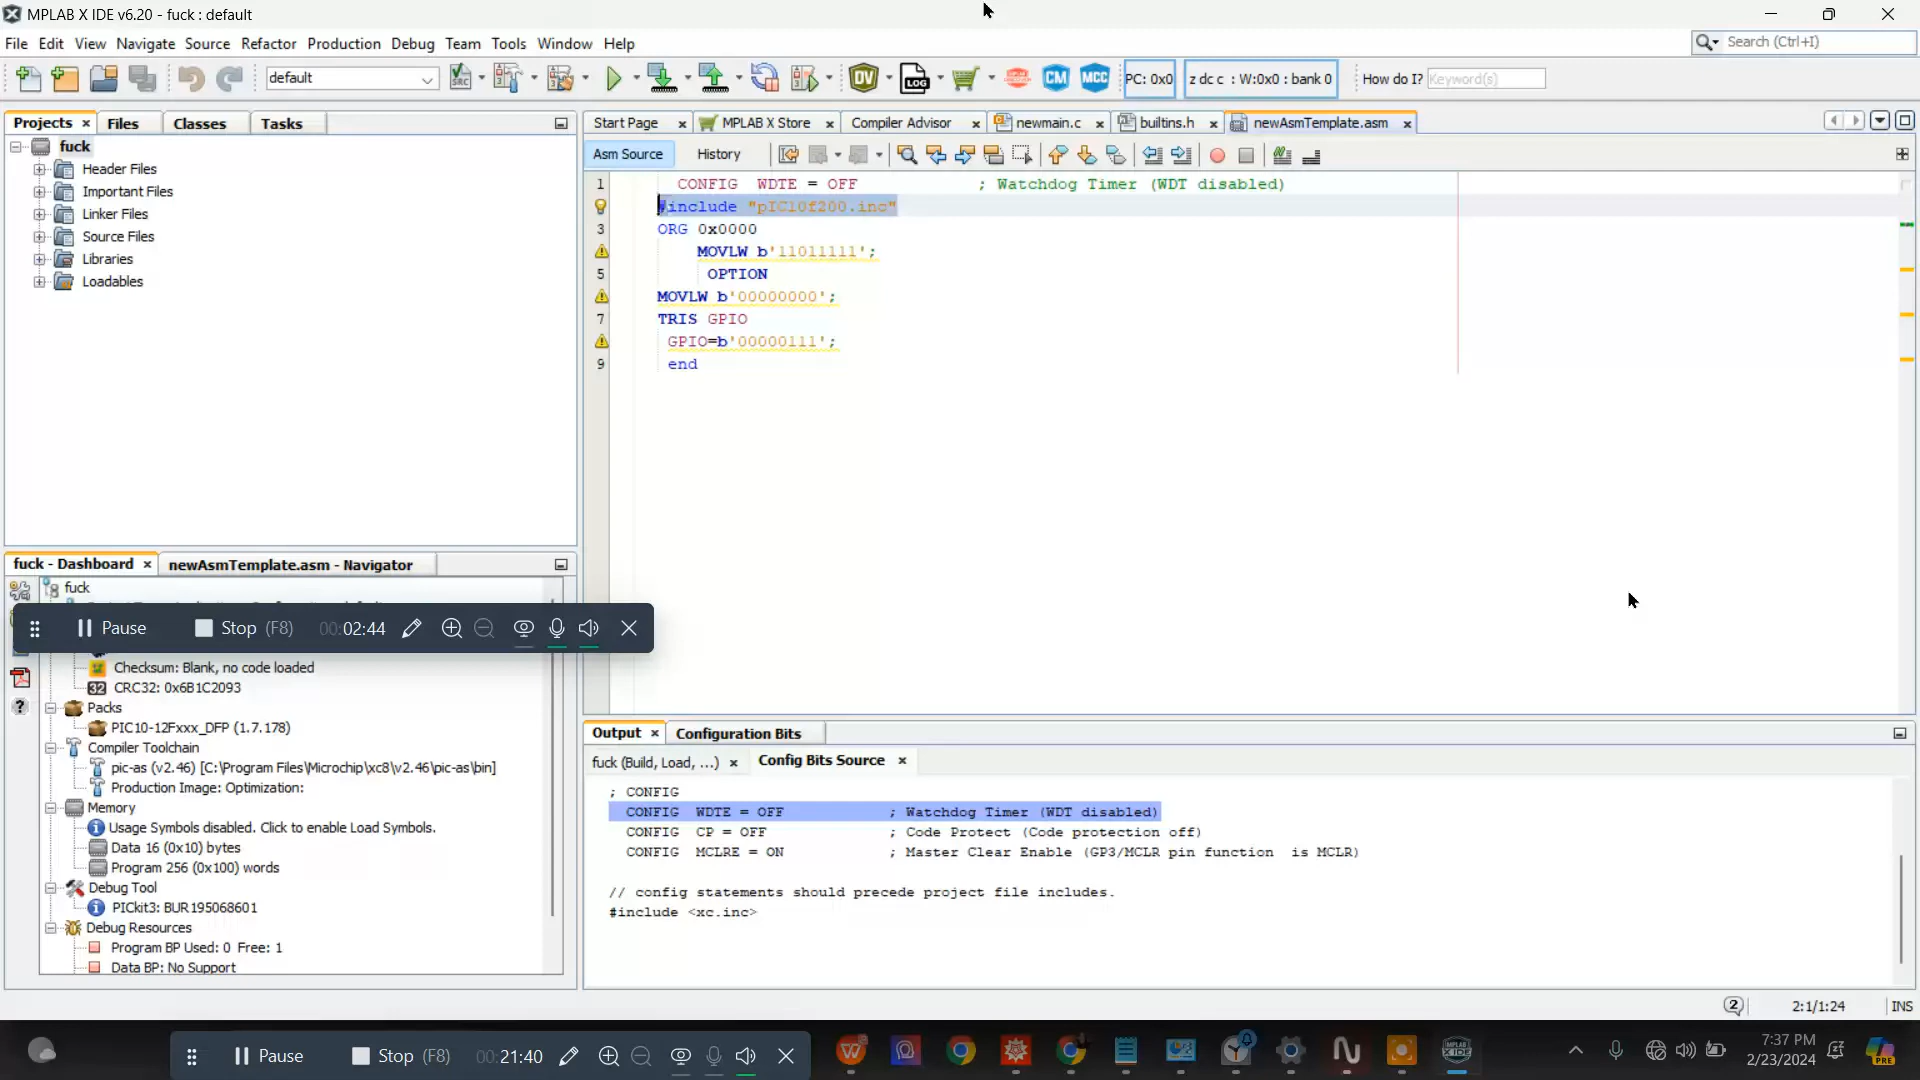 MPLAB X IDE v6.20 - fuck : default
File Edit View Navigate Source Refactor Production Debug Team Tools Window Help
Search (Ctrl+I)
default
DV
LOG
CM
MCC
PC: 0x0
z dc c : W:0x0 : bank 0
How do I? Keyword(s)
Projects Files Classes Tasks
fuck
Header Files
Important Files
Linker Files
Source Files
Libraries
Loadables
Start Page MPLAB X Store Compiler Advisor newmain.c builtins.h newAsmTemplate.asm
Asm Source History
1 CONFIG WDTE = OFF ; Watchdog Timer (WDT disabled)
#include "pIC10f200.inc"
3 ORG 0x0000
MOVLW b'11011111';
5 OPTION
MOVLW b'00000000';
7 TRIS GPIO
GPIO=b'00000111';
9 end
fuck - Dashboard newAsmTemplate.asm - Navigator
fuck
Pause Stop (F8) 00:02:44
Checksum: Blank, no code loaded
CRC32: 0x6B1C2093
Packs
PIC10-12Fxxx_DFP (1.7.178)
Compiler Toolchain
pic-as (v2.46) [C:\Program Files\Microchip\xc8\v2.46\pic-as\bin]
Production Image: Optimization:
Memory
Usage Symbols disabled. Click to enable Load Symbols.
Data 16 (0x10) bytes
Program 256 (0x100) words
Debug Tool
PICkit3: BUR195068601
Debug Resources
Program BP Used: 0 Free: 1
Data BP: No Support
Output Configuration Bits
fuck (Build, Load, ...) Config Bits Source
; CONFIG
CONFIG WDTE = OFF ; Watchdog Timer (WDT disabled)
CONFIG CP = OFF ; Code Protect (Code protection off)
CONFIG MCLRE = ON ; Master Clear Enable (GP3/MCLR pin function  is MCLR)
// config statements should precede project file includes.
#include <xc.inc>
2 2:1/1:24 INS
Pause Stop (F8) 00:21:40
7:37 PM
2/23/2024
PRE